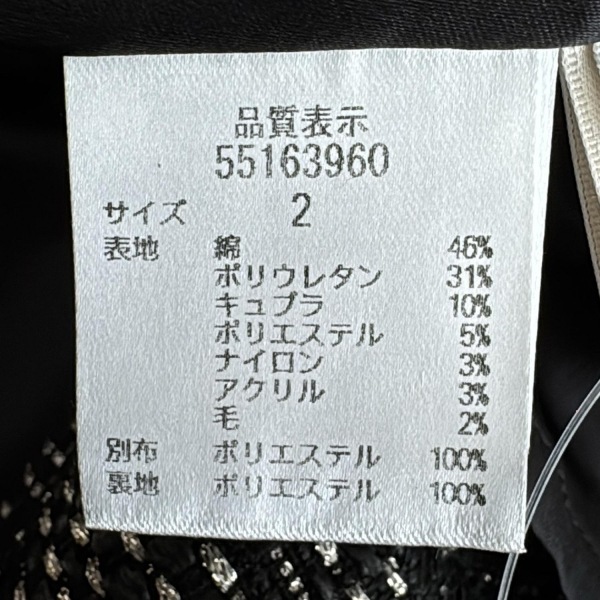 品質表示
55163960
サイズ 2
表地 綿 46%
ポリウレタン 31%
キュプラ 10%
ポリエステル 5%
ナイロン 3%
アクリル 3%
毛 2%
別布 ポリエステル 100%
裏地 ポリエステル 100%